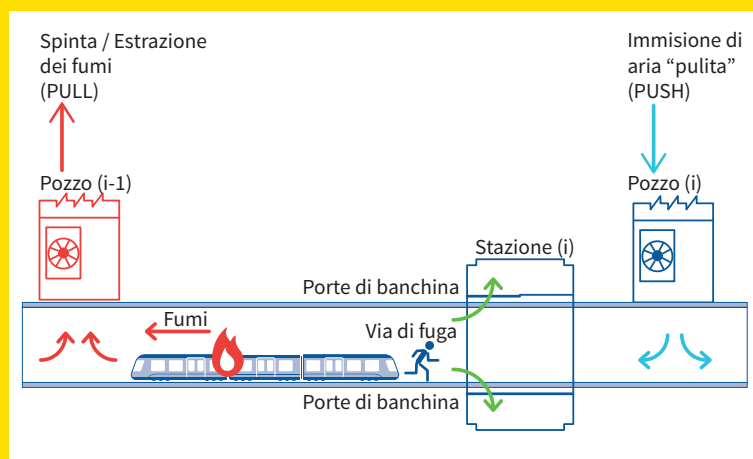 Spinta / Estrazione
dei fumi
(PULL)
Immisione di
aria “pulita”
(PUSH)
Pozzo (i-1)
Pozzo (i)
Stazione (i)
Porte di banchina
Fumi
Via di fuga
Porte di banchina